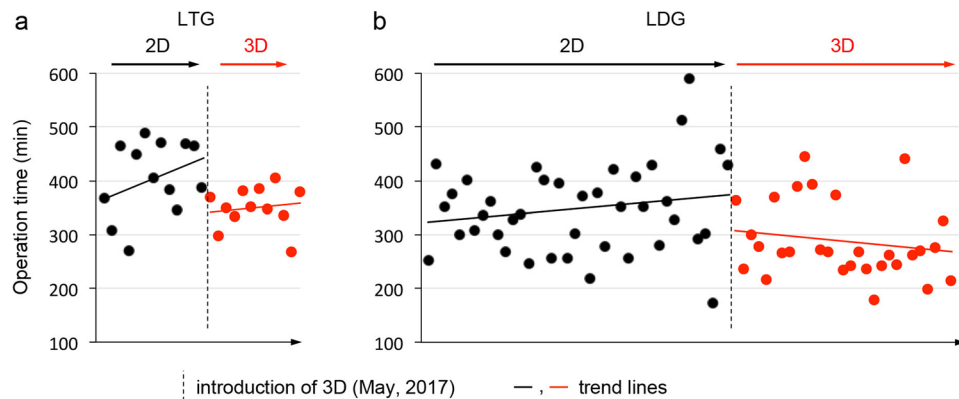 a
LTG
2D
3D
b
LDG
2D
3D
Operation time (min)
600
500
400
300
200
100
600
500
400
300
200
100
introduction of 3D (May, 2017)
, trend lines